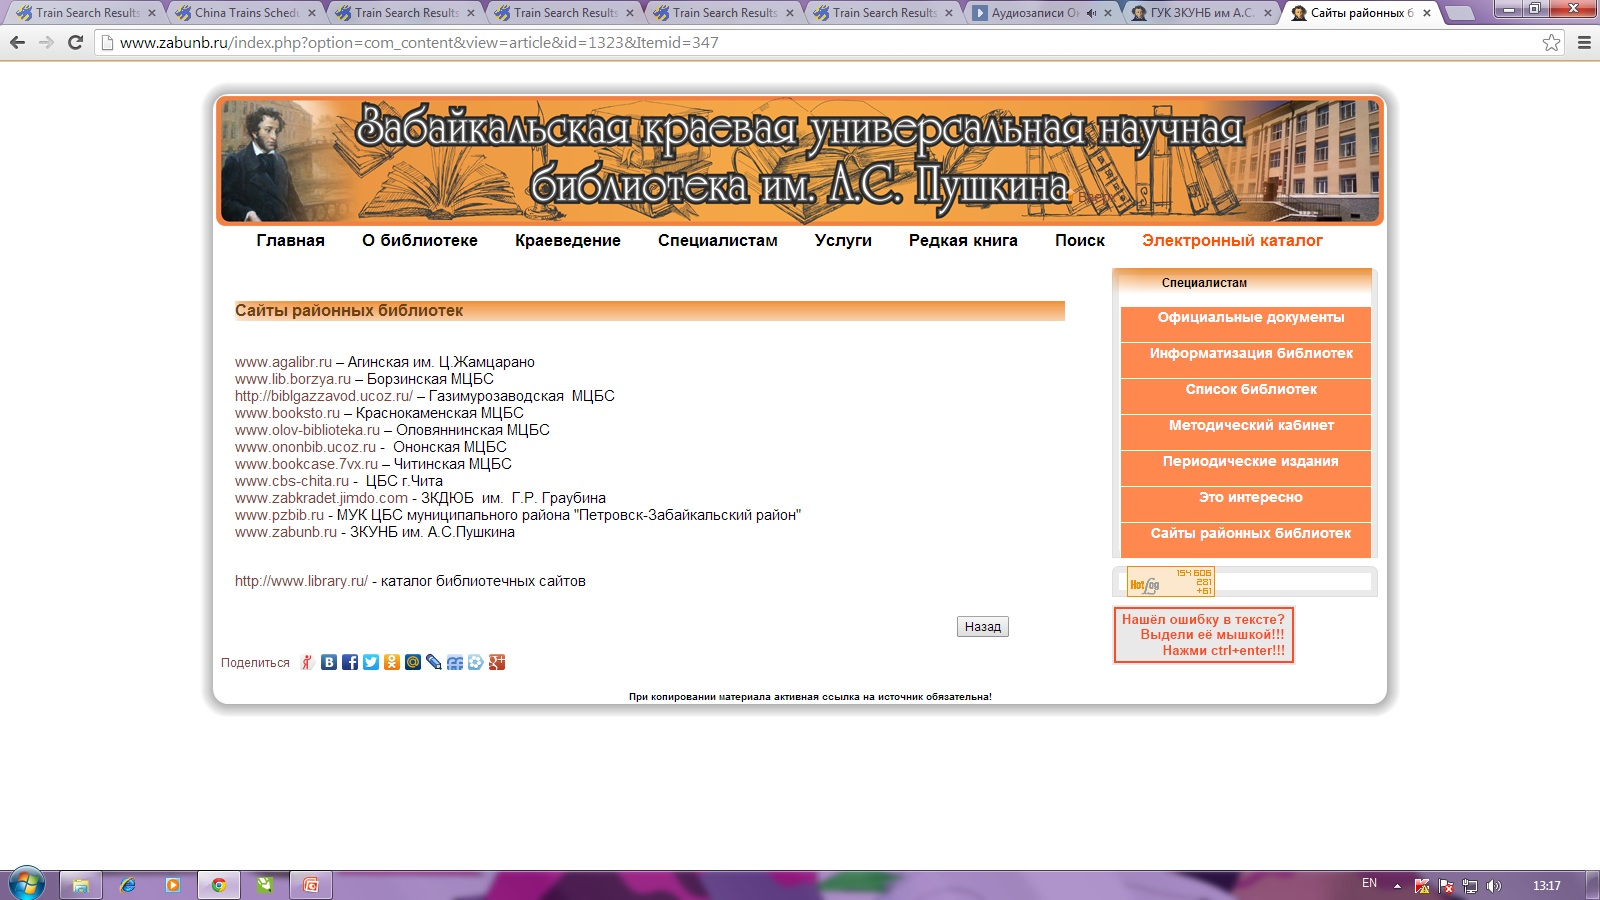 Train Search Results
China Trains Schedu
Train Search Results
Train Search Results
Train Search Results
Train Search Results
Аудиозаписи О
ГУК ЗКУНБ им А.С.
Сайты районных б
www.zabunb.ru/index.php?option=com_content&view=article&id=1323&Itemid=347
Забайкальская краевая универсальная научная
библиотека им. А.С. Пушкина
Главная О библиотеке Краеведение Специалистам Услуги Редкая книга Поиск Электронный каталог
Сайты районных библиотек
www.agalibr.ru – Агинская им. Ц.Жамцарано
www.lib.borzya.ru – Борзинская МЦБС
http://biblgazzavod.ucoz.ru/ – Газимурозаводская МЦБС
www.booksto.ru – Краснокаменская МЦБС
www.olov-biblioteka.ru – Оловяннинская МЦБС
www.ononbib.ucoz.ru - Ононская МЦБС
www.bookcase.7vx.ru – Читинская МЦБС
www.cbs-chita.ru - ЦБС г.Чита
www.zabkradet.jimdo.com - ЗКДЮБ им. Г.Р. Граубина
www.pzbib.ru - МУК ЦБС муниципального района "Петровск-Забайкальский район"
www.zabunb.ru - ЗКУНБ им. А.С.Пушкина
http://www.library.ru/ - каталог библиотечных сайтов
Назад
Поделиться
При копировании материала активная ссылка на источник обязательна!
Специалистам
Официальные документы
Информатизация библиотек
Список библиотек
Методический кабинет
Периодические издания
Это интересно
Сайты районных библиотек
HotLog
154 606
281
+61
Нашёл ошибку в тексте?
Выдели её мышкой!!!
Нажми ctrl+enter!!!
EN
13:17